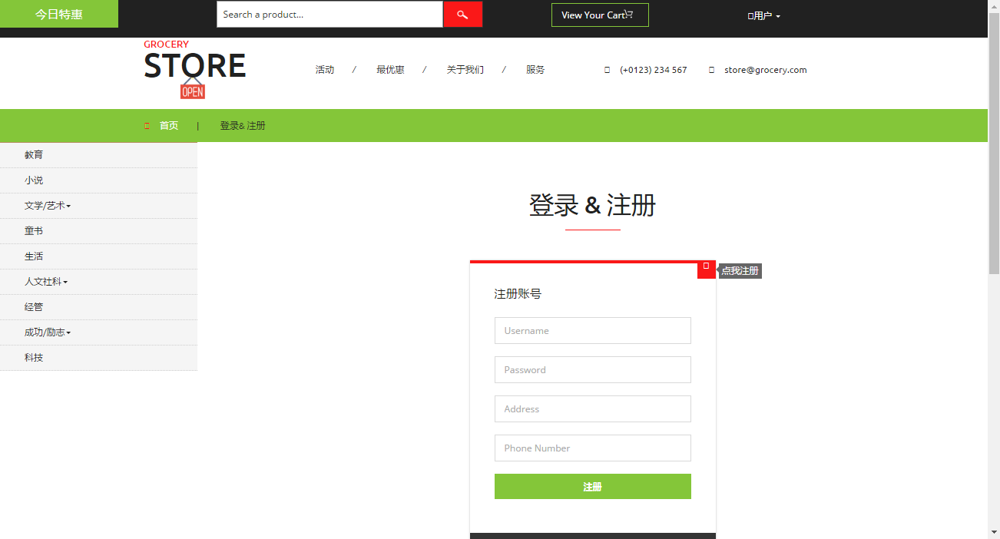 今日特惠
Search a product...
View Your Cart
用户
GROCERY
STORE
OPEN
活动 / 最优惠 / 关于我们 / 服务
(+0123) 234 567
store@grocery.com
首页 | 登录& 注册
教育
小说
文学/艺术
童书
生活
人文社科
经管
成功/励志
科技
登录 & 注册
点我注册
注册账号
Username
Password
Address
Phone Number
注册